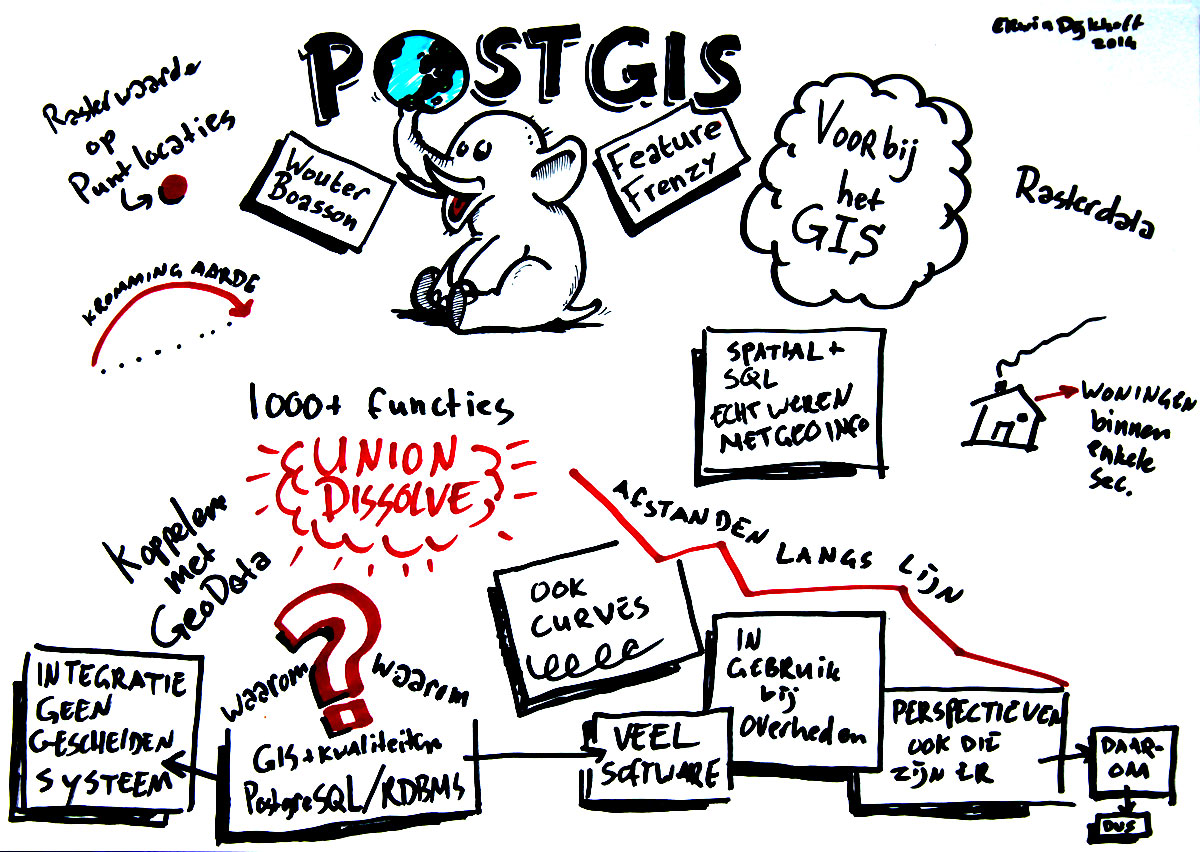 Erwin Dijkhoff
2014
POSTGIS
Rasterwaarde
op
Puntlocaties
Wouter
Boasson
Feature
Frenzy
Voorbij
het
GIS
Rasterdata
KROMMING AARDE
SPATIAL +
SQL
ECHT WERKEN
MET GEO INFO
WONINGEN
binnen
enkele
sec.
1000+ functies
UNION
DISSOLVE
AFSTANDEN LANGS LIJN
Koppelen
met
GeoData
OOK
CURVES
INTEGRATIE
GEEN
GESCHEIDEN
SYSTEEM
waarom
?
waarom
GIS + kwaliteiten
PostgreSQL/RDBMS
VEEL
SOFTWARE
IN
GEBRUIK
bij
Overheden
PERSPECTIEVEN
OOK DIE
ZIJN ER
DAAR-
OM
DUS